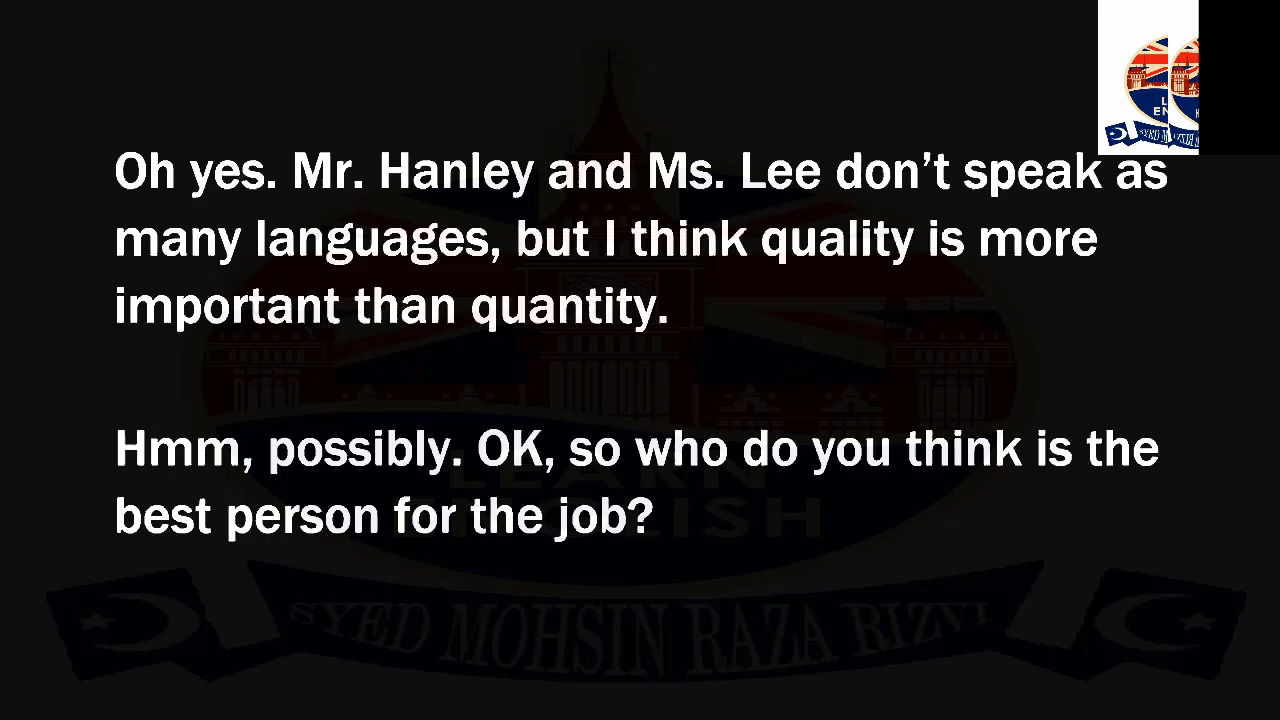 Oh yes. Mr. Hanley and Ms. Lee don’t speak as
many languages, but I think quality is more
important than quantity.
Hmm, possibly. OK, so who do you think is the
best person for the job?
LEARN
ENGLISH
SYED MOHSIN RAZA RIZVI